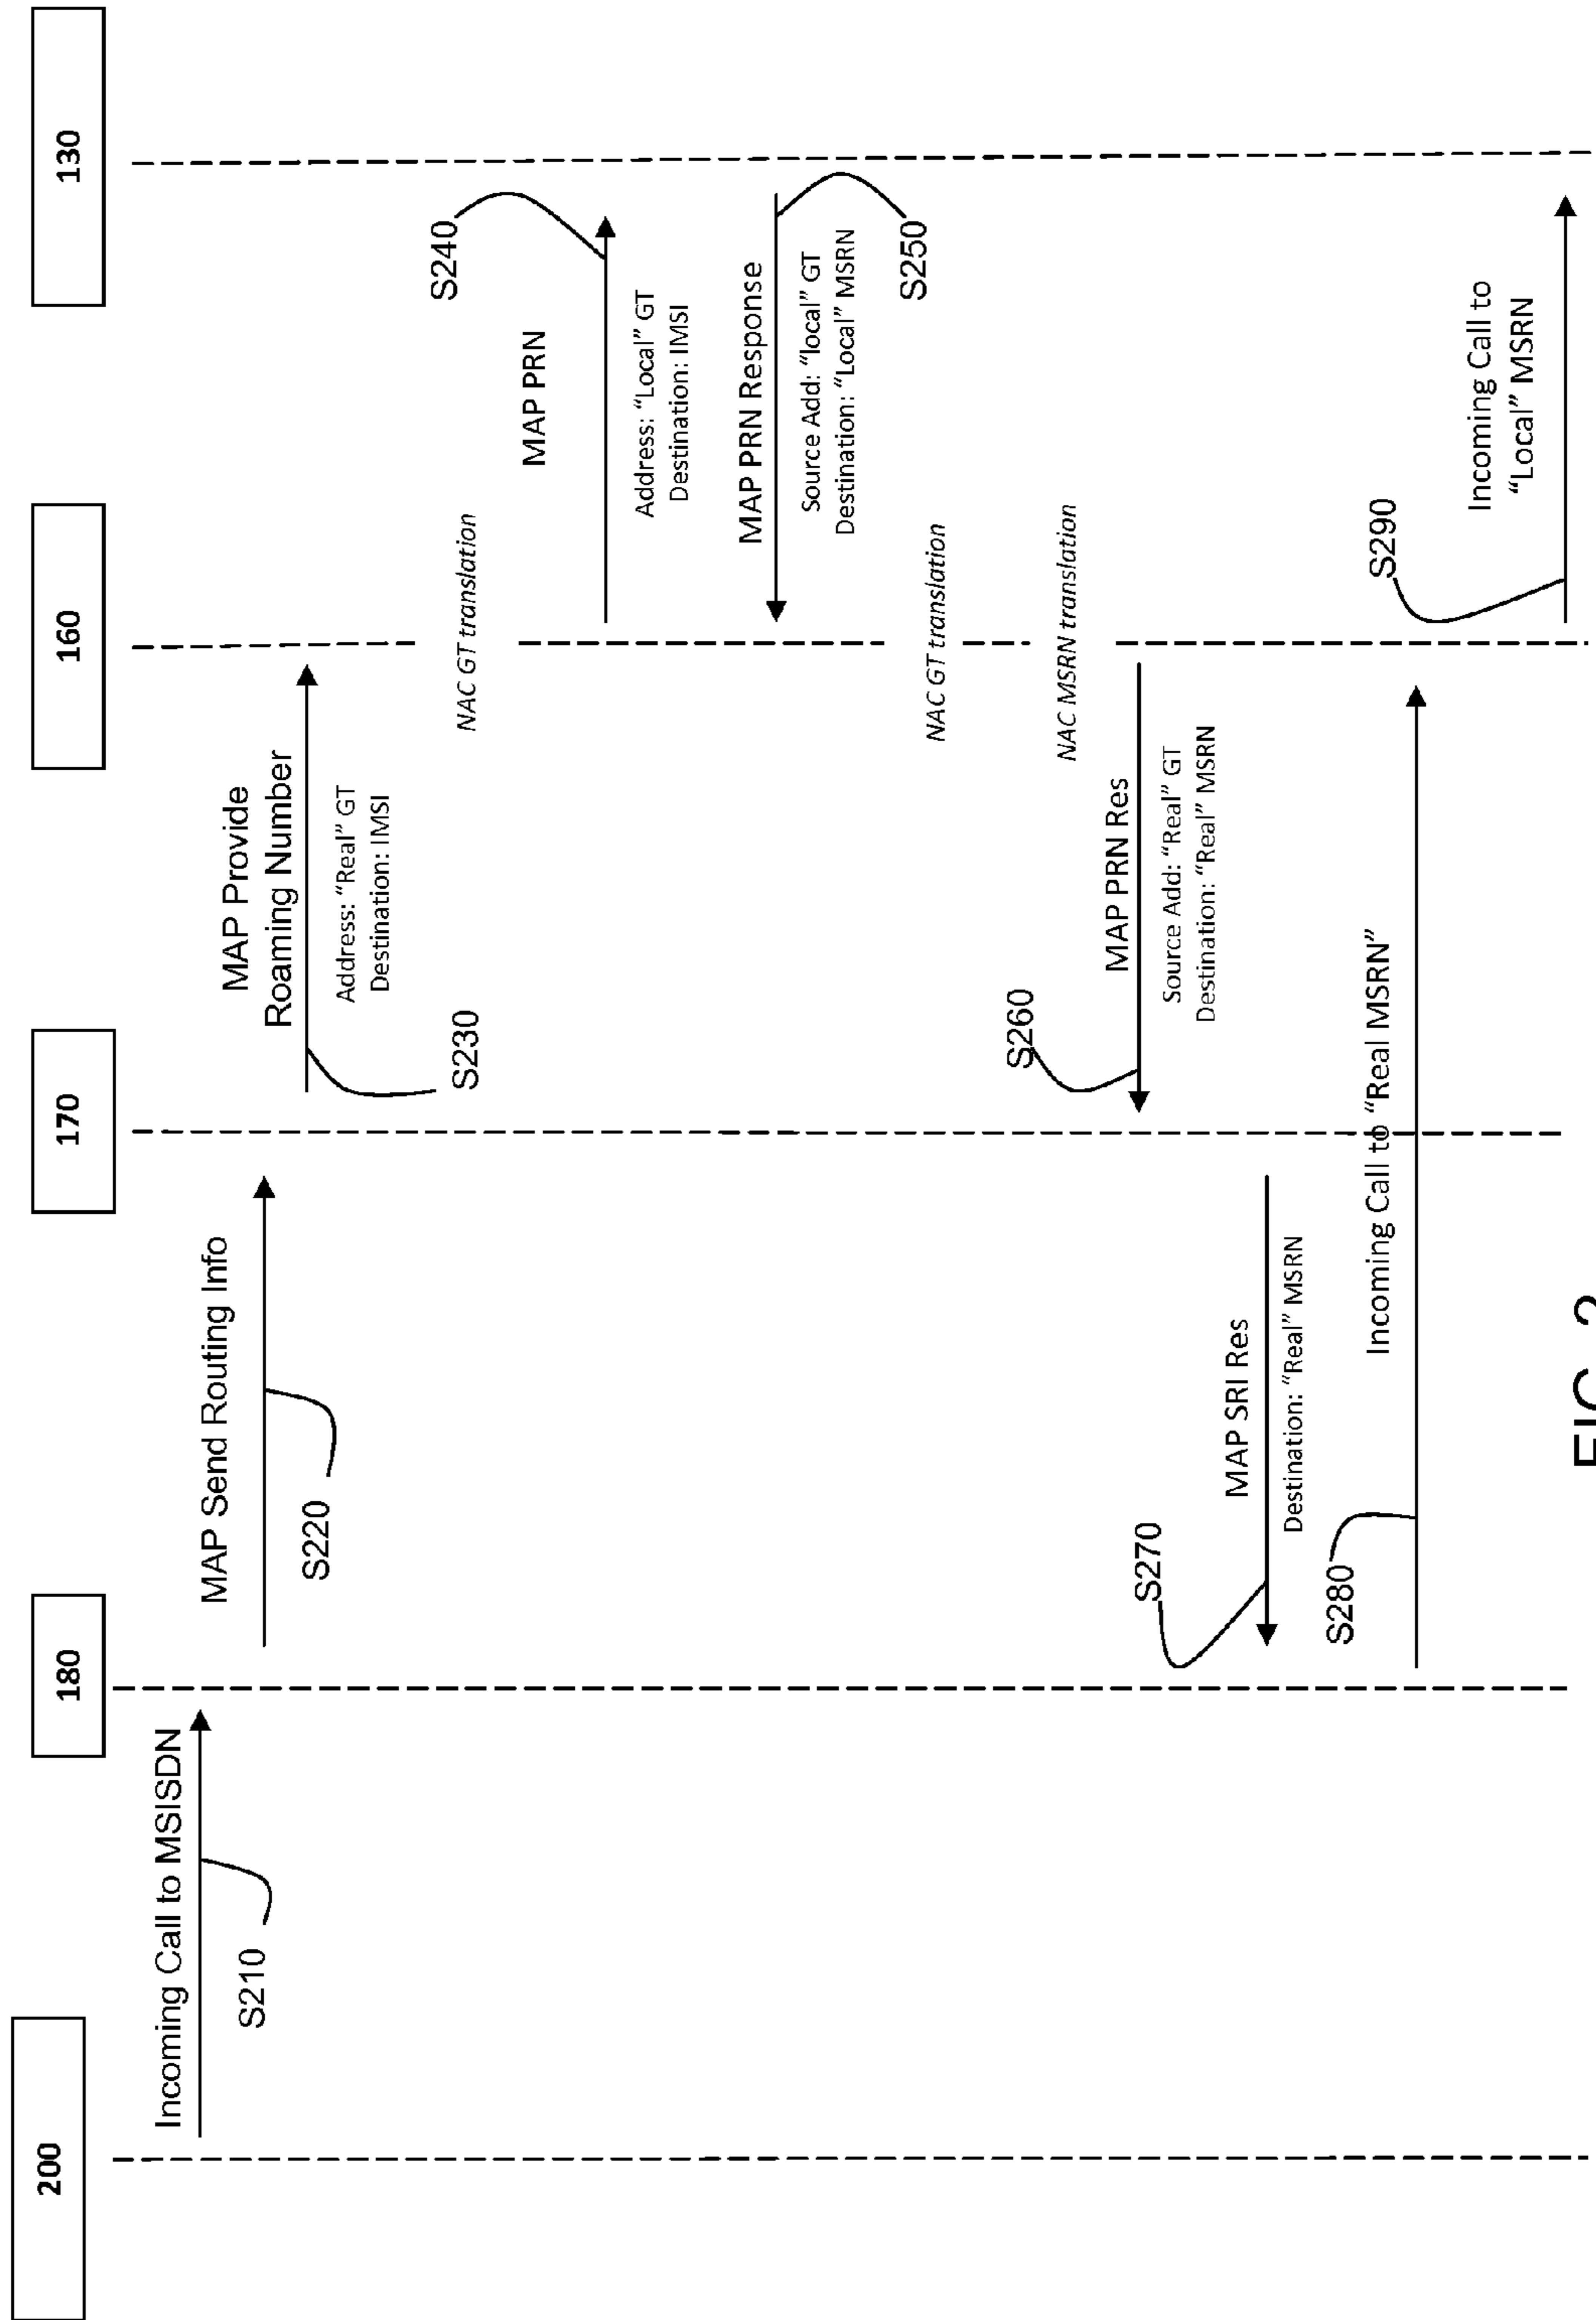 200
180
170
160
130
Incoming Call to MSISDN
S210
MAP Send Routing Info
S220
MAP Provide
Roaming Number
Address: “Real” GT
Destination: IMSI
S230
NAC GT translation
S240
MAP PRN
Address: “Local” GT
Destination: IMSI
MAP PRN Response
Source Add: “local” GT
Destination: “Local” MSRN
S250
NAC GT translation
NAC MSRN translation
S260
MAP PRN Res
Source Add: “Real” GT
Destination: “Real” MSRN
S270
MAP SRI Res
Destination: “Real” MSRN
S280
Incoming Call to “Real MSRN”
S290
Incoming Call to
“Local” MSRN